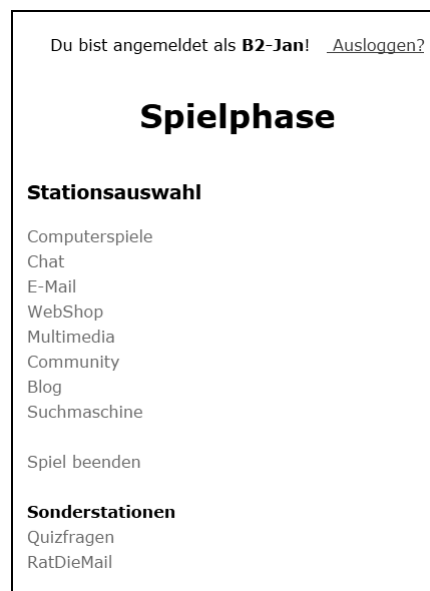 Du bist angemeldet als B2-Jan! Ausloggen?
Spielphase
Stationsauswahl
Computerspiele
Chat
E-Mail
WebShop
Multimedia
Community
Blog
Suchmaschine
Spiel beenden
Sonderstationen
Quizfragen
RatDieMail